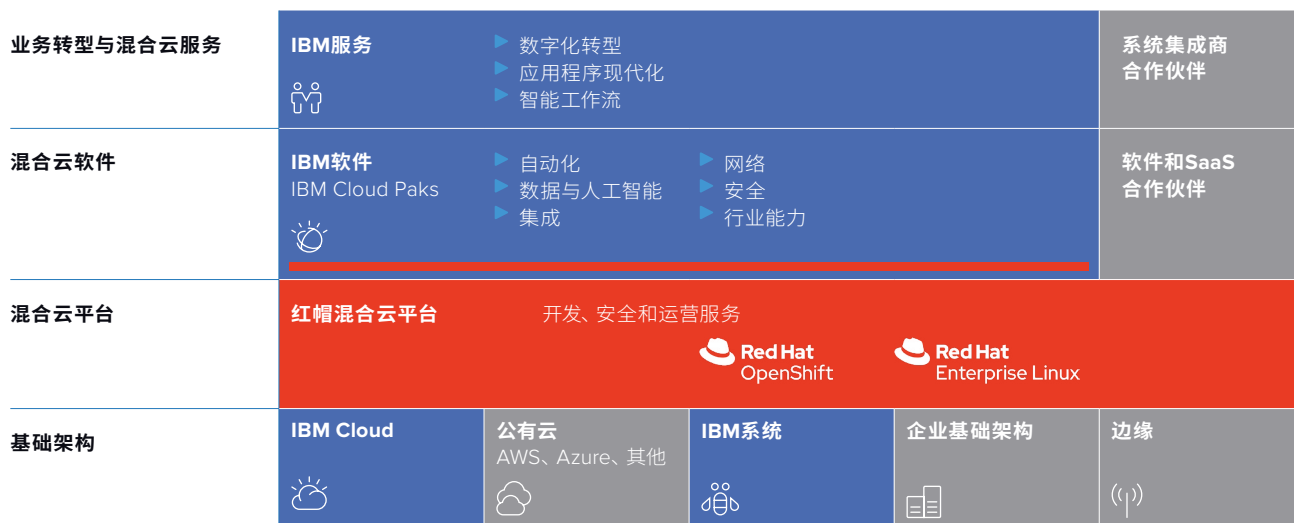 业务转型与混合云服务
IBM服务
数字化转型
应用程序现代化
智能工作流
系统集成商
合作伙伴
混合云软件
IBM软件
IBM Cloud Paks
自动化
数据与人工智能
集成
网络
安全
行业能力
软件和SaaS
合作伙伴
混合云平台
红帽混合云平台
开发、安全和运营服务
Red Hat
OpenShift
Red Hat
Enterprise Linux
基础架构
IBM Cloud
公有云
AWS、Azure、其他
IBM系统
企业基础架构
边缘